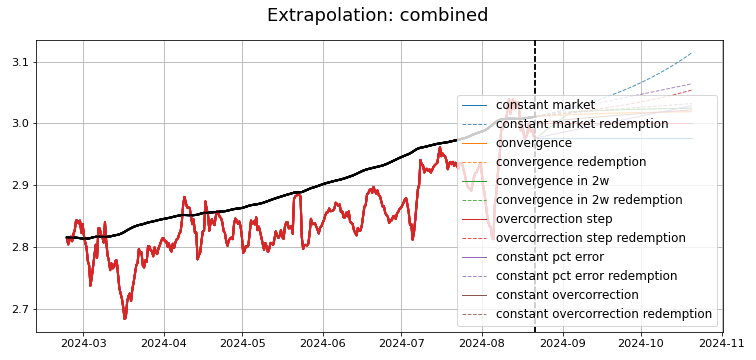 Extrapolation: combined
3.1
3.0
2.9
2.8
2.7
constant market
constant market redemption
convergence
convergence redemption
convergence in 2w
convergence in 2w redemption
overcorrection step
overcorrection step redemption
constant pct error
constant pct error redemption
constant overcorrection
constant overcorrection redemption
2024-03 2024-04 2024-05 2024-06 2024-07 2024-08 2024-09 2024-10 2024-11